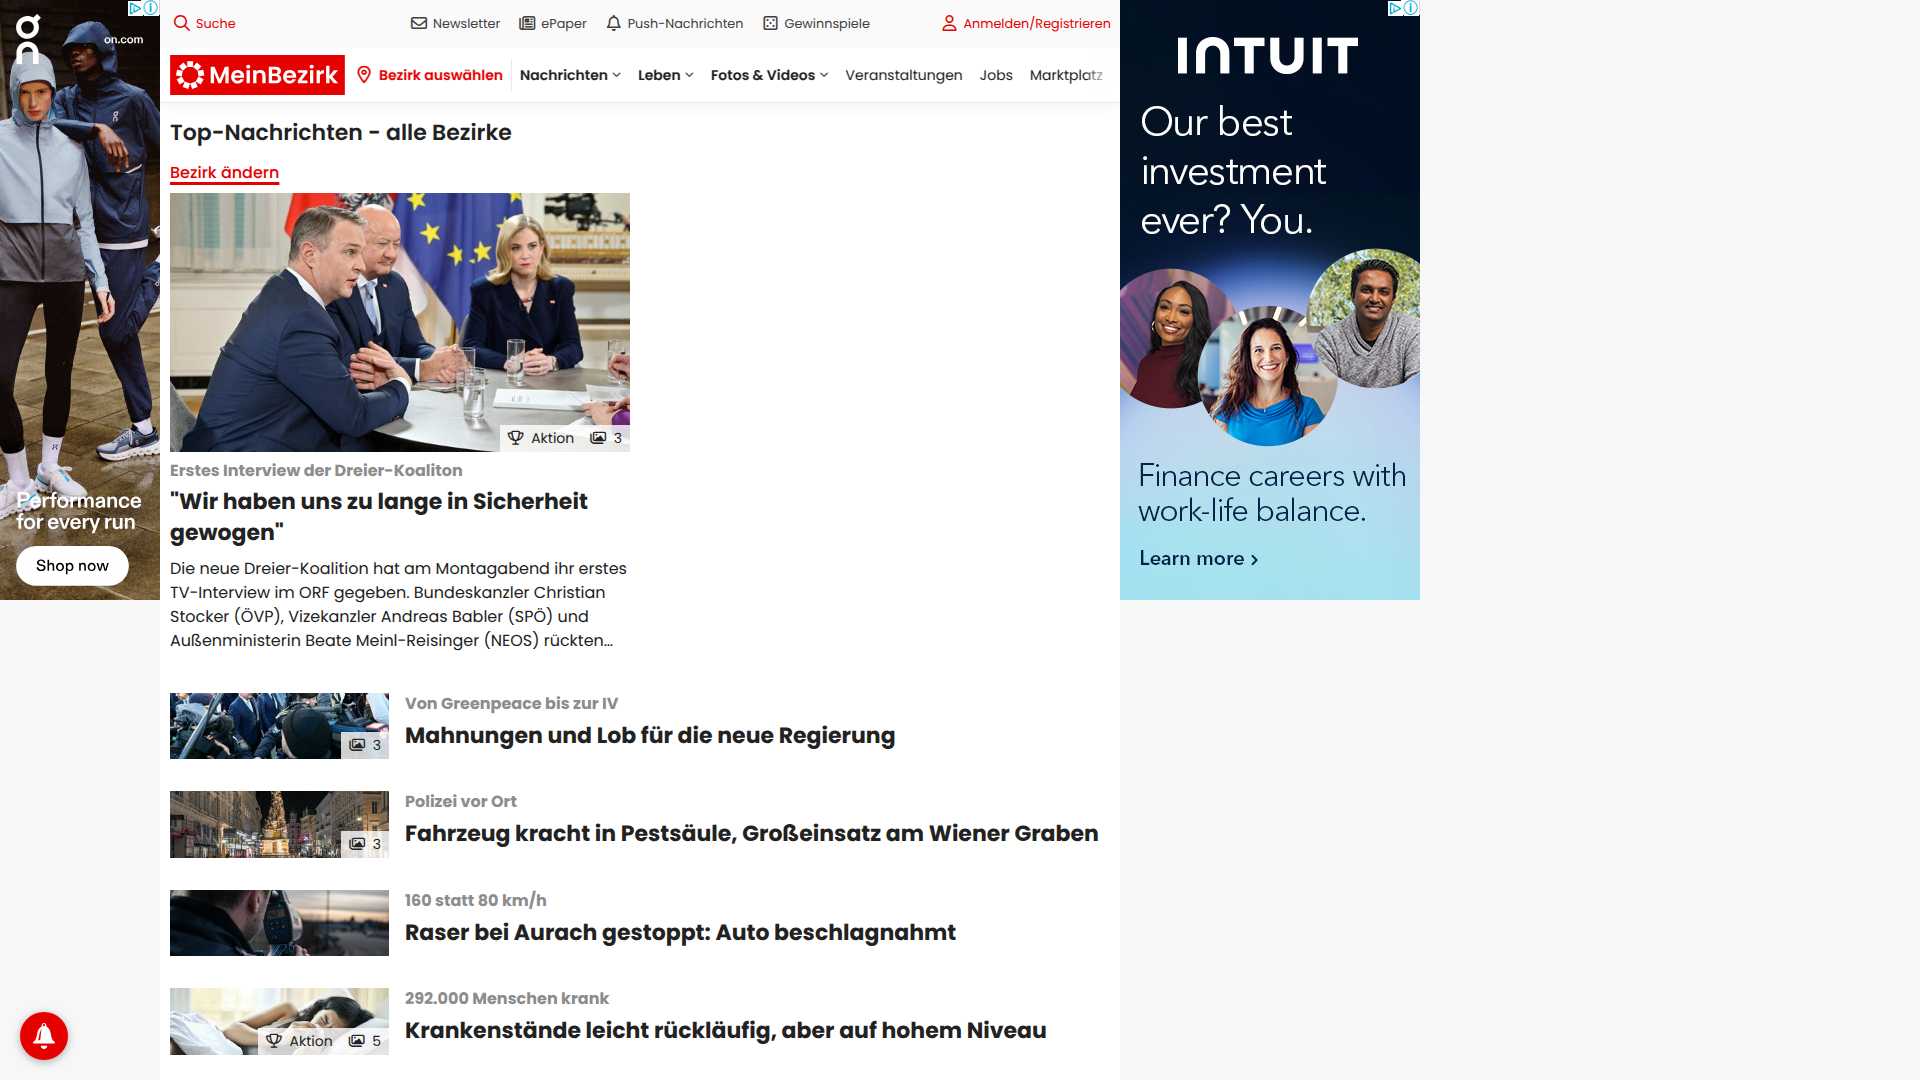 Suche
Newsletter
ePaper
Push-Nachrichten
Gewinnspiele
Anmelden/Registrieren
MeinBezirk
Bezirk auswählen
Nachrichten
Leben
Fotos & Videos
Veranstaltungen
Jobs
Marktplatz
Top-Nachrichten - alle Bezirke
Bezirk ändern
Aktion
3
Erstes Interview der Dreier-Koaliton
"Wir haben uns zu lange in Sicherheit
gewogen"
Die neue Dreier-Koalition hat am Montagabend ihr erstes
TV-Interview im ORF gegeben. Bundeskanzler Christian
Stocker (ÖVP), Vizekanzler Andreas Babler (SPÖ) und
Außenministerin Beate Meinl-Reisinger (NEOS) rückten...
3
Von Greenpeace bis zur IV
Mahnungen und Lob für die neue Regierung
3
Polizei vor Ort
Fahrzeug kracht in Pestsäule, Großeinsatz am Wiener Graben
160 statt 80 km/h
Raser bei Aurach gestoppt: Auto beschlagnahmt
Aktion
5
292.000 Menschen krank
Krankenstände leicht rückläufig, aber auf hohem Niveau
on
on.com
Performance
for every run
Shop now
INTUIT
Our best
investment
ever? You.
Finance careers with
work-life balance.
Learn more